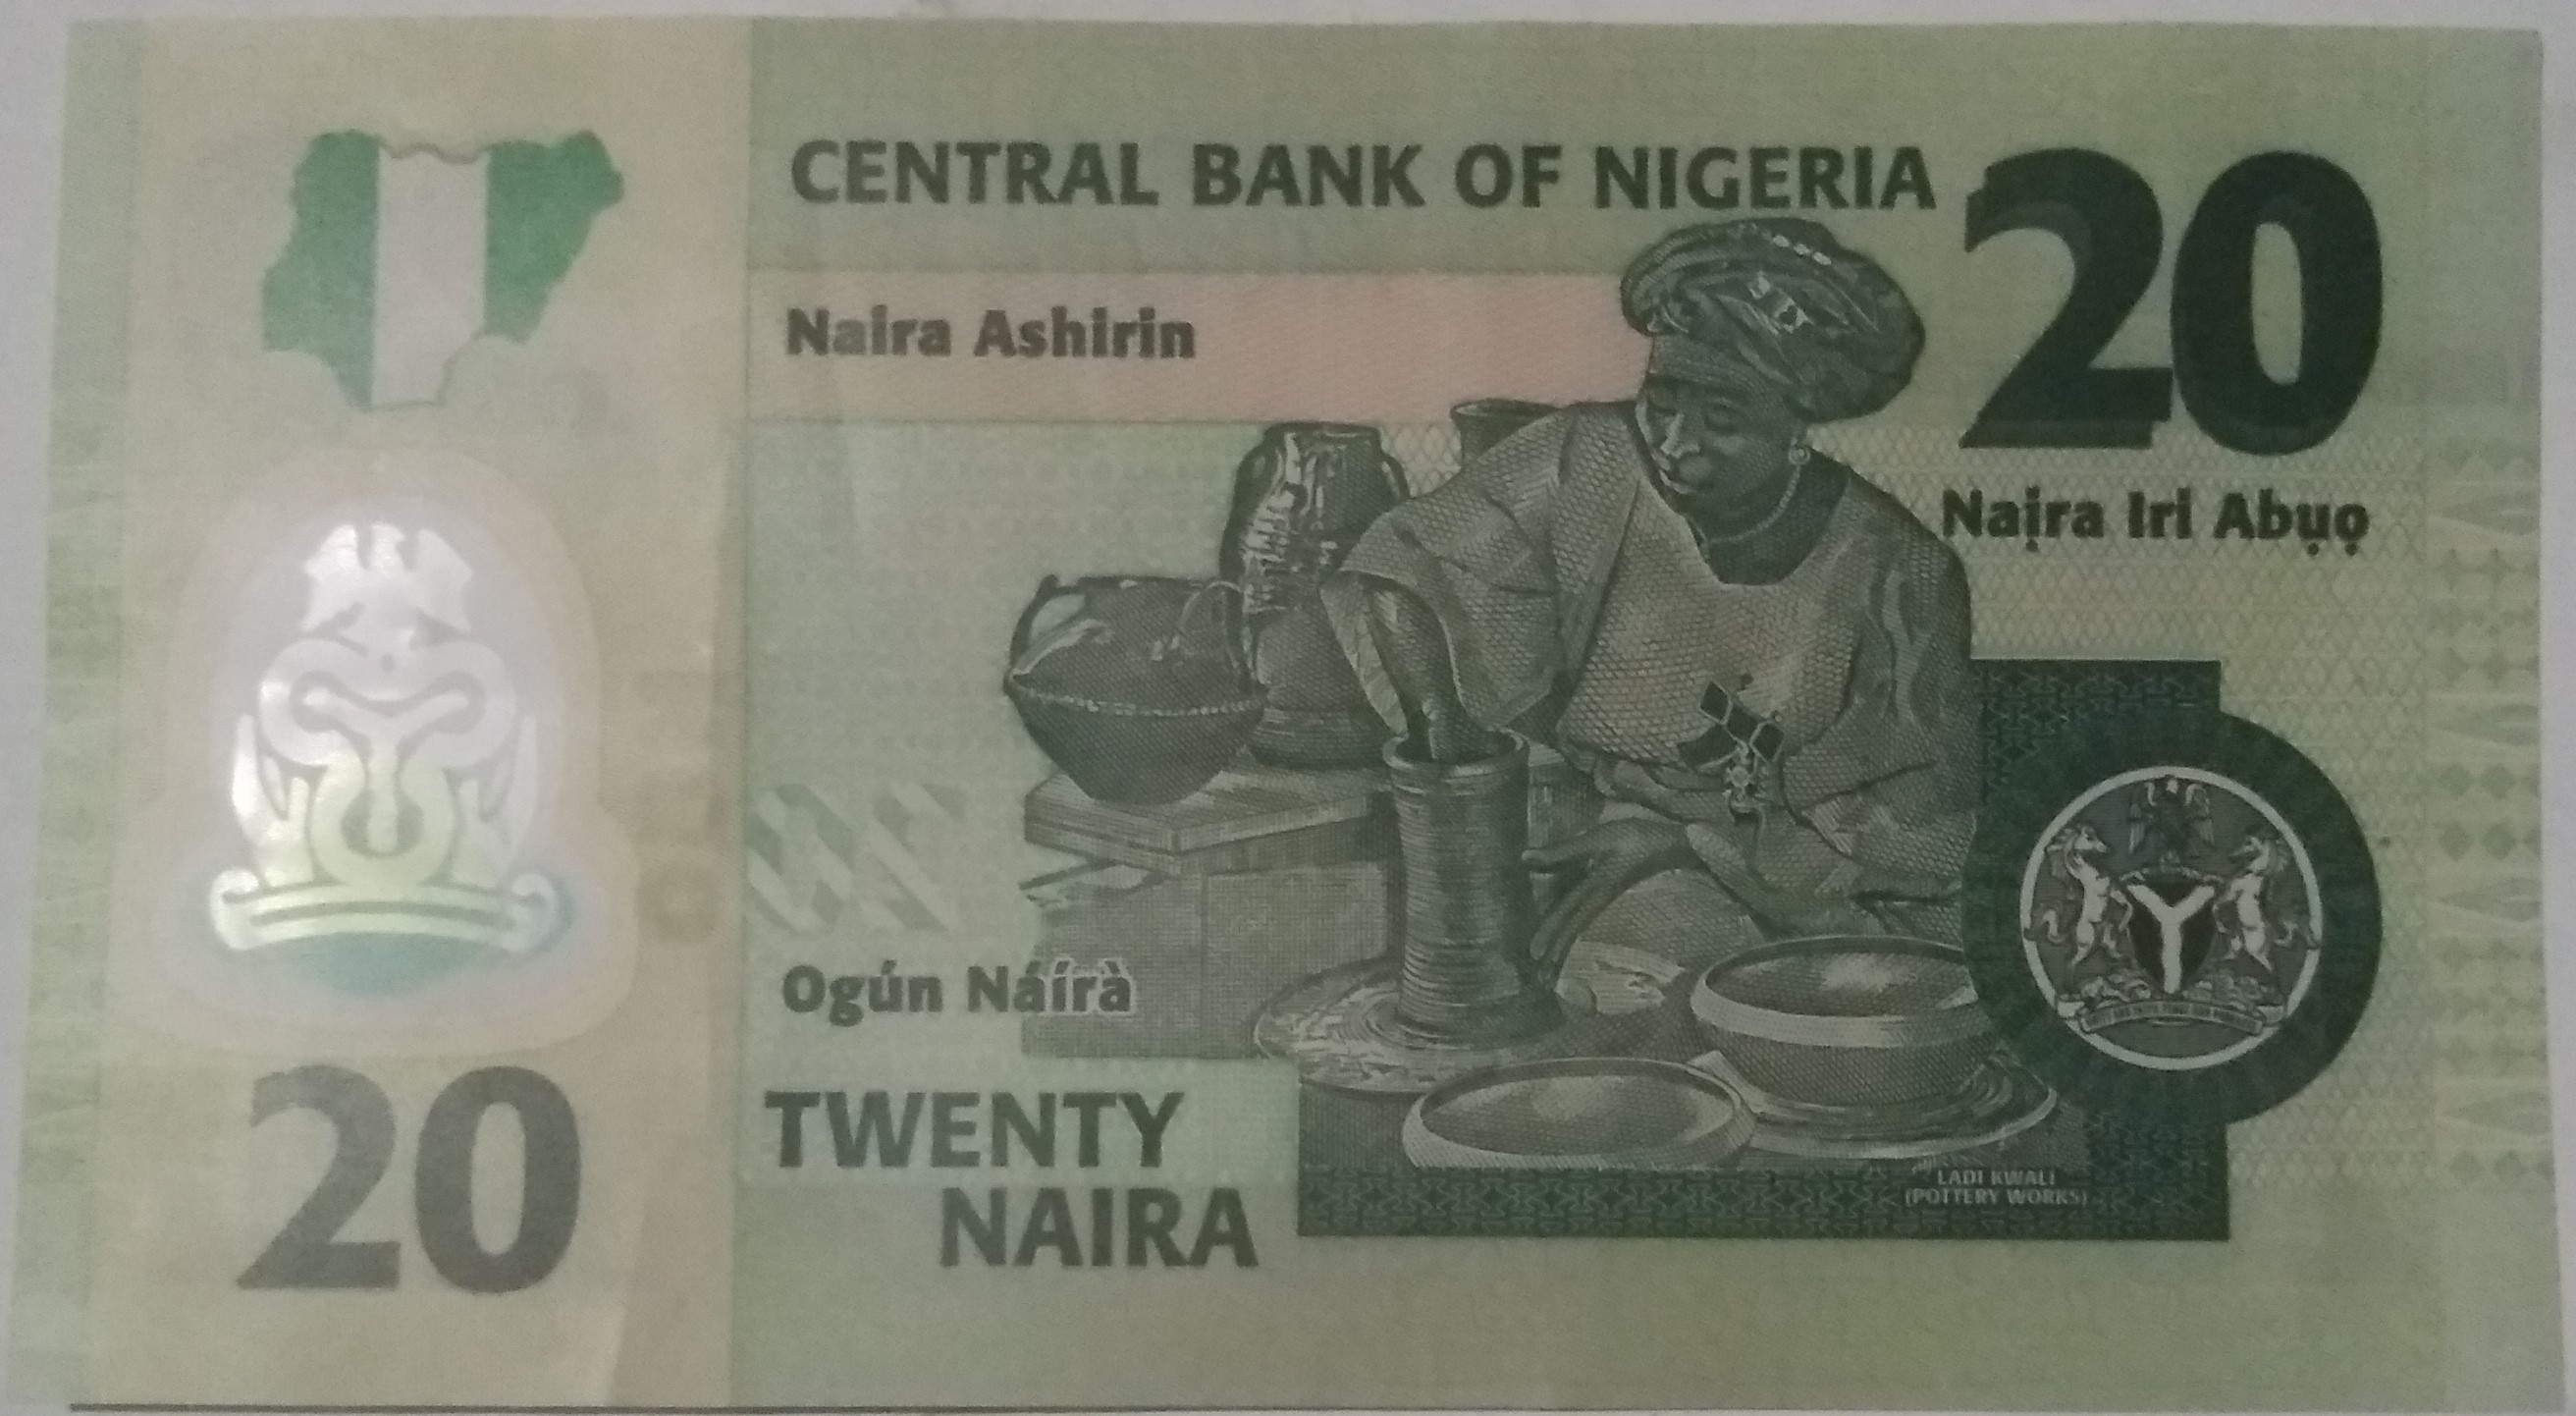 CENTRAL BANK OF NIGERIA
20
Naira Ashirin
Naịra Iri Abụọ
Ogún Náírà
TWENTY
NAIRA
20
LADI KWALI
(POTTERY WORKS)